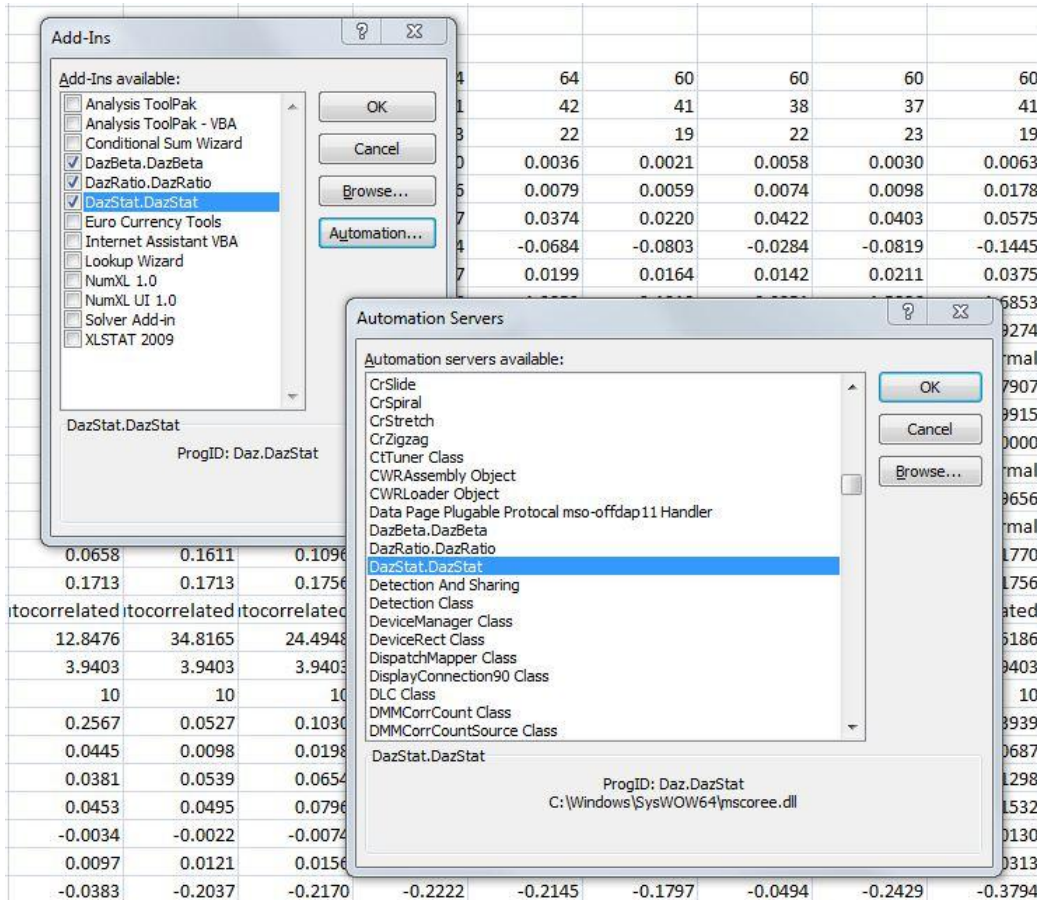 Add-Ins
Add-Ins available:
Analysis ToolPak
Analysis ToolPak - VBA
Conditional Sum Wizard
DazBeta.DazBeta
DazRatio.DazRatio
DazStat.DazStat
Euro Currency Tools
Internet Assistant VBA
Lookup Wizard
NumXL 1.0
NumXL UI 1.0
Solver Add-in
XLSTAT 2009
OK
Cancel
Browse...
Automation...
DazStat.DazStat
ProgID: Daz.DazStat
64 60 60 60 60
42 41 38 37 41
22 19 22 23 19
0.0036 0.0021 0.0058 0.0030 0.0063
0.0079 0.0059 0.0074 0.0098 0.0178
0.0374 0.0220 0.0422 0.0403 0.0575
-0.0684 -0.0803 -0.0284 -0.0819 -0.1445
0.0199 0.0164 0.0142 0.0211 0.0375
Automation Servers
Automation servers available:
CrSlide
CrSpiral
CrStretch
CrZigzag
CtTuner Class
CWRAssembly Object
CWRLoader Object
Data Page Plugable Protocal mso-offdap11 Handler
DazBeta.DazBeta
DazRatio.DazRatio
DazStat.DazStat
Detection And Sharing
Detection Class
DeviceManager Class
DeviceRect Class
DispatchMapper Class
DisplayConnection90 Class
DLC Class
DMMCorrCount Class
DMMCorrCountSource Class
OK
Cancel
Browse...
DazStat.DazStat
ProgID: Daz.DazStat
C:\Windows\SysWOW64\mscoree.dll
0.0658 0.1611 0.1096
0.1713 0.1713 0.1756
tocorrelated tocorrelated tocorrelated
12.8476 34.8165 24.4948
3.9403 3.9403 3.9403
10 10 10 10
0.2567 0.0527 0.1030
0.0445 0.0098 0.0198
0.0381 0.0539 0.0654
0.0453 0.0495 0.0796
-0.0034 -0.0022 -0.0074
0.0097 0.0121 0.0156
-0.0383 -0.2037 -0.2170 -0.2222 -0.2145 -0.1797 -0.0494 -0.2429 -0.3794